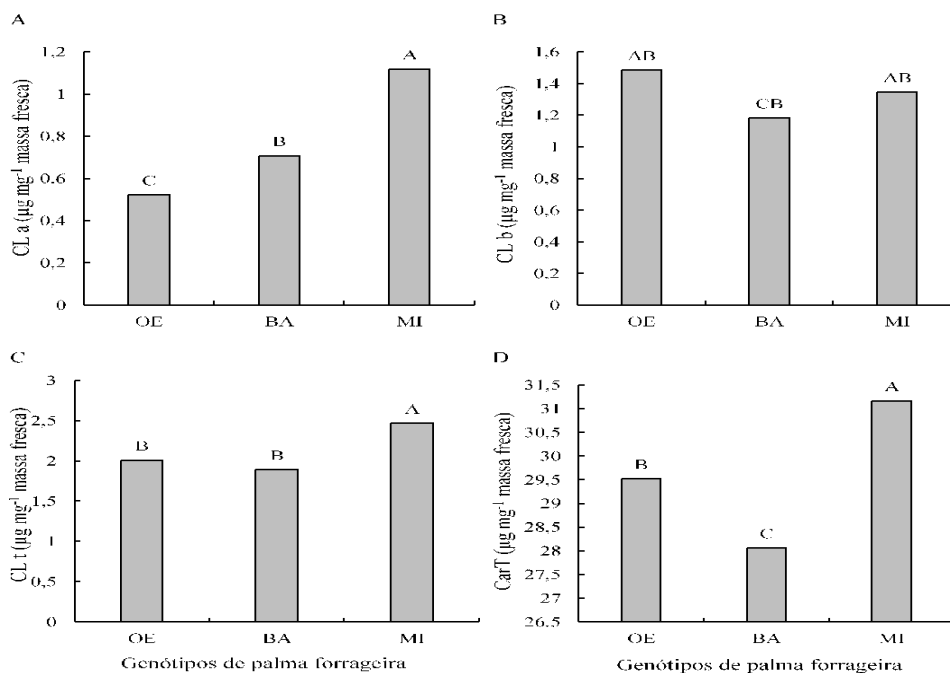 A
CL a (µg mg⁻¹ massa fresca)
1,2
1
0,8
0,6
0,4
0,2
0
C
B
A
OE
BA
MI
B
CL b (µg mg⁻¹ massa fresca)
1,6
1,4
1,2
1
0,8
0,6
0,4
0,2
0
AB
CB
AB
OE
BA
MI
C
CL t (µg mg⁻¹ massa fresca)
3
2,5
2
1,5
1
0,5
0
B
B
A
OE
BA
MI
Genótipos de palma forrageira
D
CarT (µg mg⁻¹ massa fresca)
31,5
31
30,5
30
29,5
29
28.5
28
27,5
27
26.5
B
C
A
OE
BA
MI
Genótipos de palma forrageira